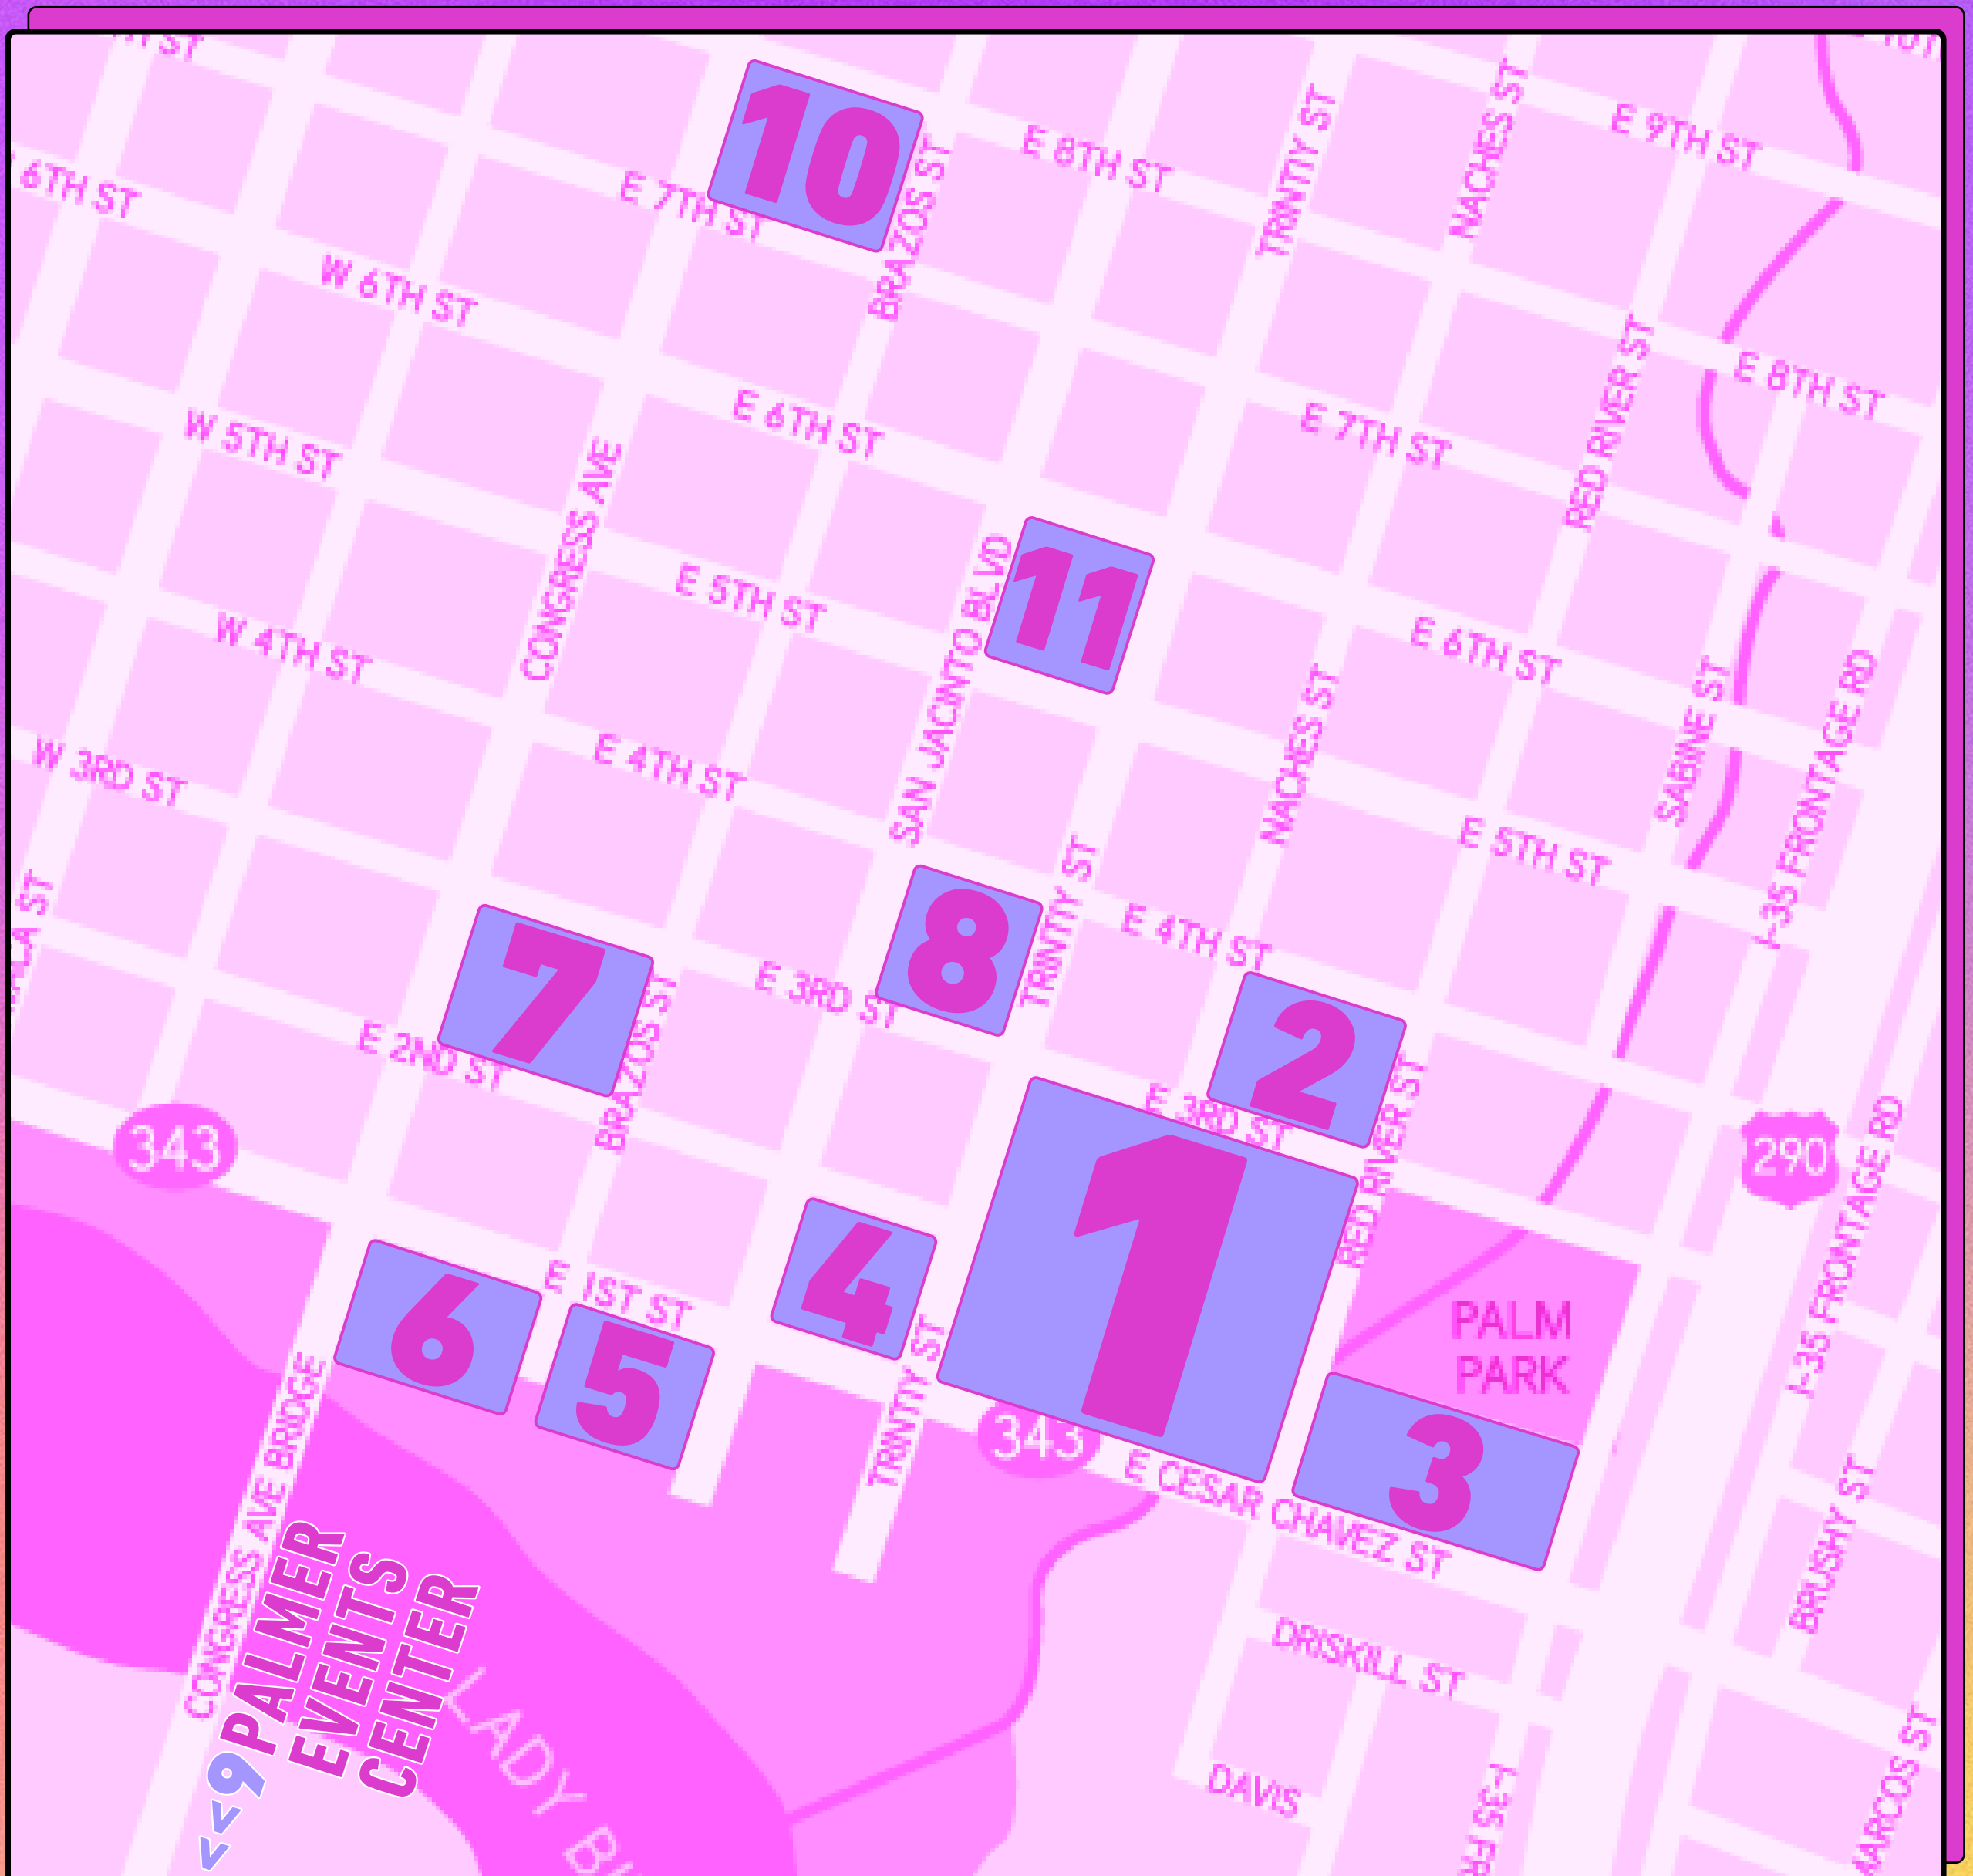 10
E 9TH ST
E 8TH ST
TRINITY ST
NACHES ST
6TH ST
E 7TH ST
BRAZOS ST
W 6TH ST
RED RIVER ST
E 8TH ST
E 6TH ST
E 7TH ST
W 5TH ST
CONGRESS AVE
11
SAN JACINTO BLVD
E 5TH ST
W 4TH ST
E 6TH ST
NACHES ST
SABINE ST
I-35 FRONTAGE RD
W 3RD ST
E 4TH ST
E 5TH ST
8
TRINITY ST
E 4TH ST
7
E 3RD ST
2
E 2ND ST
BRAZOS ST
E 3RD ST
RED RIVER ST
343
290
I-35 FRONTAGE RD
1
4
6
E 1ST ST
5
PALM
PARK
TRINITY ST
3
343
E CESAR CHAVEZ ST
CONGRESS AVE BRIDGE
BRUSHY ST
<<9 PALMER
EVENTS
CENTER
DRISKILL ST
LADY
DAVIS